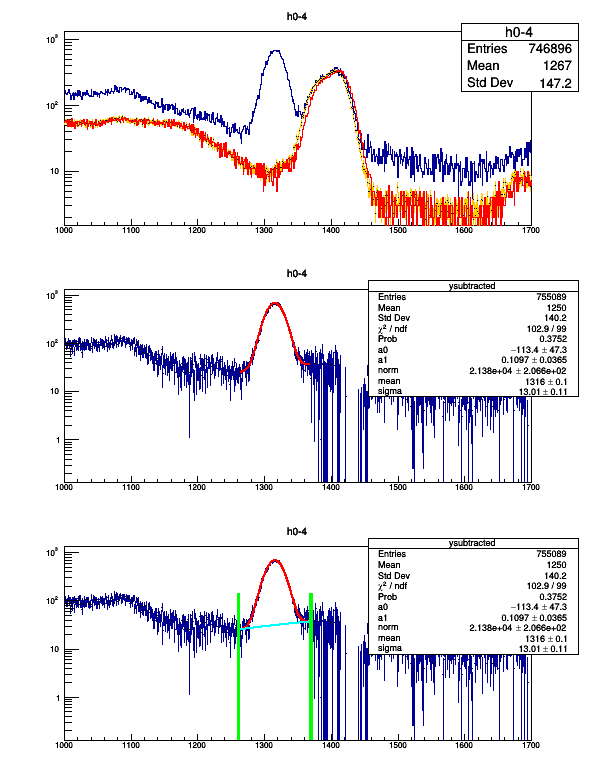 h0-4
h0-4
Entries 746896
Mean 1267
Std Dev 147.2
10³
10²
10
1000 1100 1200 1300 1400 1500 1600 1700
h0-4
ysubtracted
Entries 755089
Mean 1250
Std Dev 140.2
χ² / ndf 102.9 / 99
Prob 0.3752
a0 −113.4 ± 47.3
a1 0.1097 ± 0.0365
norm 2.138e+04 ± 2.066e+02
mean 1316 ± 0.1
sigma 13.01 ± 0.11
10³
10²
10
1
1000 1100 1200 1300 1400 1500 1600 1700
h0-4
ysubtracted
Entries 755089
Mean 1250
Std Dev 140.2
χ² / ndf 102.9 / 99
Prob 0.3752
a0 −113.4 ± 47.3
a1 0.1097 ± 0.0365
norm 2.138e+04 ± 2.066e+02
mean 1316 ± 0.1
sigma 13.01 ± 0.11
10³
10²
10
1
1000 1100 1200 1300 1400 1500 1600 1700